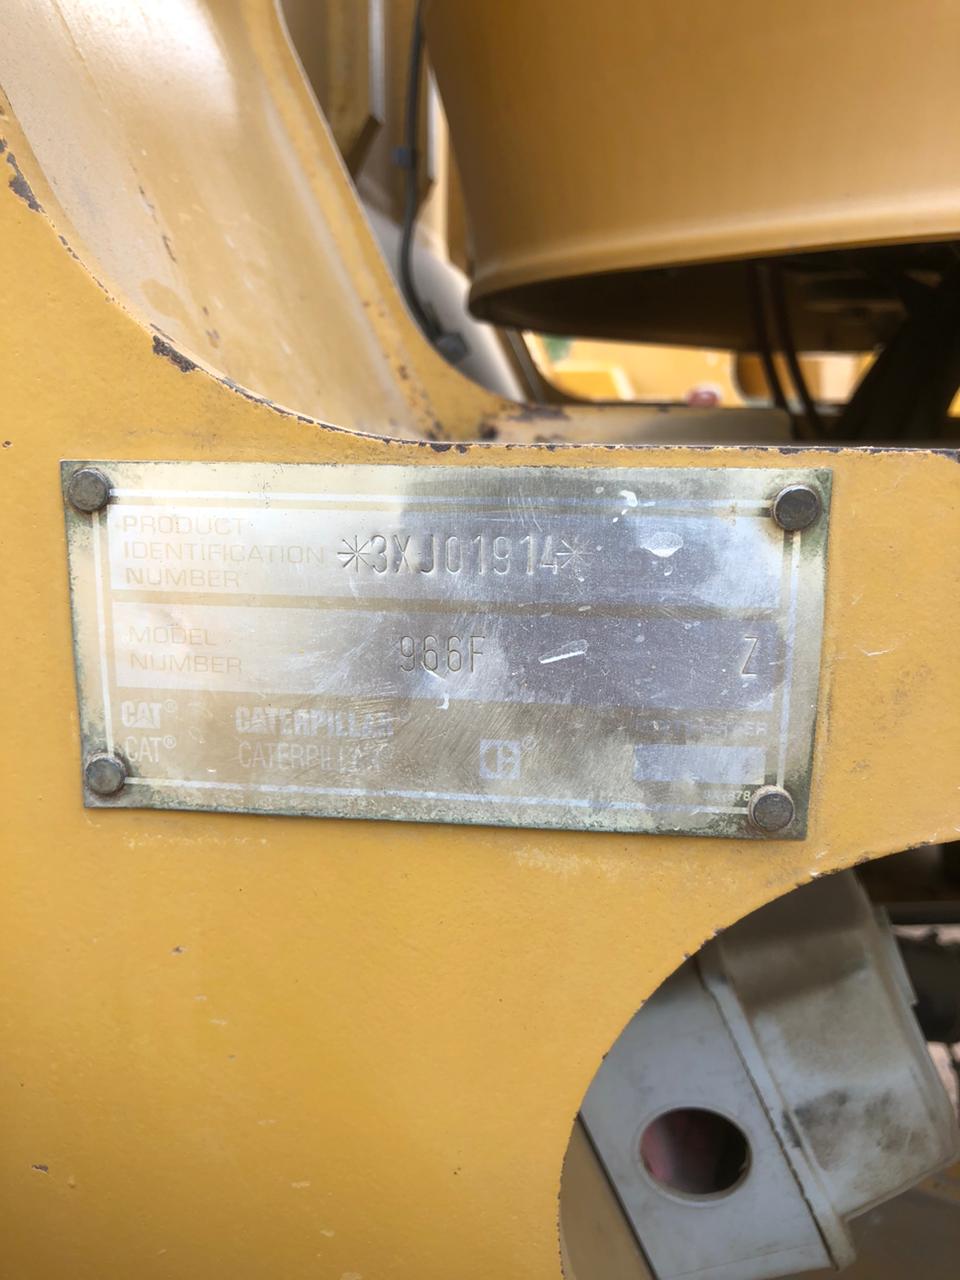 PRODUCT
IDENTIFICATION
NUMBER
*3XJ01914*
MODEL
NUMBER
966F
Z
CAT®
CATERPILLAR®
CAT®
CATERPILLAR®